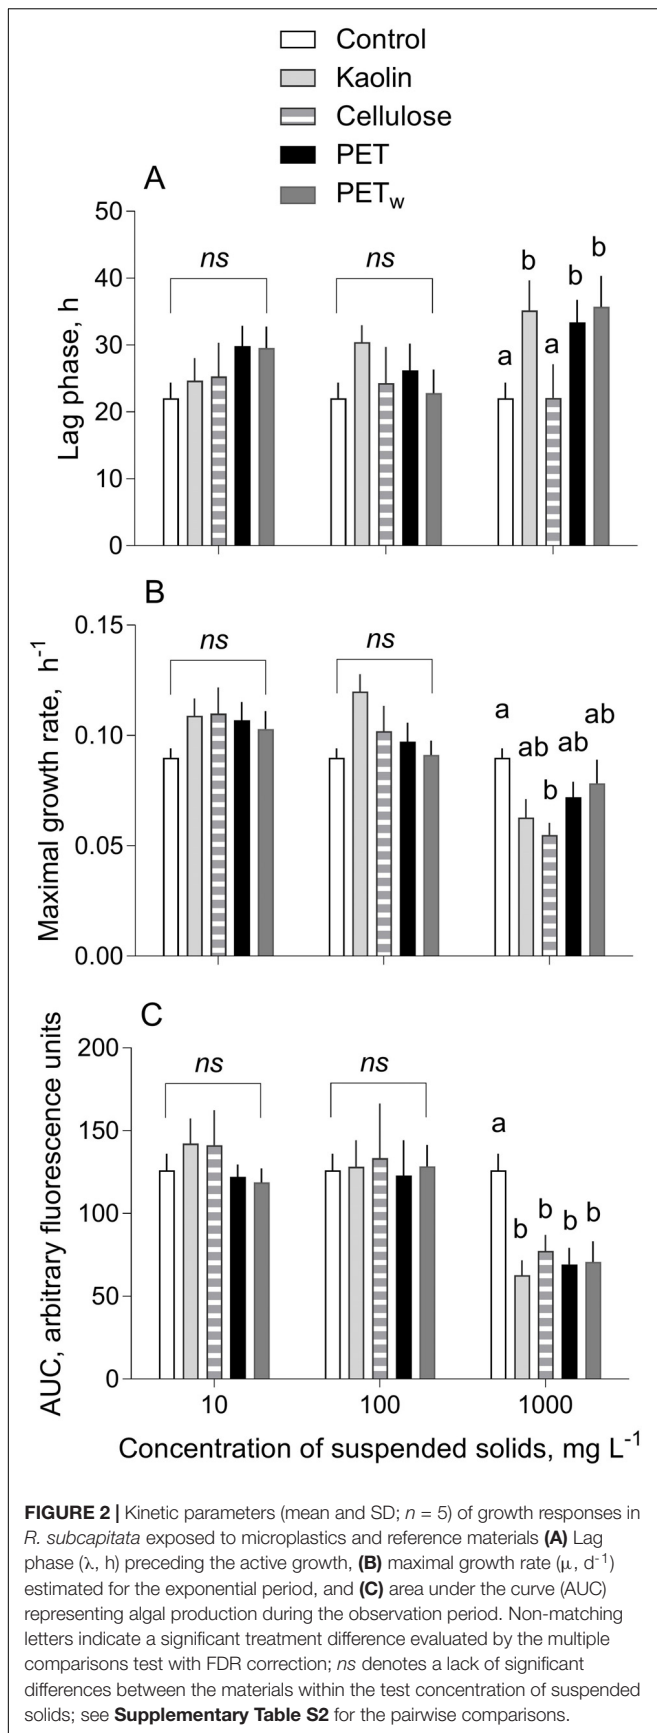 Control
Kaolin
Cellulose
PET
PETw
A
50
40
30
20
10
0
Lag phase, h
ns
ns
a
b
a
b
b
B
0.15
0.10
0.05
0.00
Maximal growth rate, h-1
ns
ns
a
ab
b
ab
ab
C
200
150
100
50
0
AUC, arbitrary fluorescence units
ns
ns
a
b
b
b
b
10
100
1000
Concentration of suspended solids, mg L-1
FIGURE 2 | Kinetic parameters (mean and SD; n = 5) of growth responses in
R. subcapitata exposed to microplastics and reference materials (A) Lag
phase (λ, h) preceding the active growth, (B) maximal growth rate (μ, d-1)
estimated for the exponential period, and (C) area under the curve (AUC)
representing algal production during the observation period. Non-matching
letters indicate a significant treatment difference evaluated by the multiple
comparisons test with FDR correction; ns denotes a lack of significant
differences between the materials within the test concentration of suspended
solids; see Supplementary Table S2 for the pairwise comparisons.